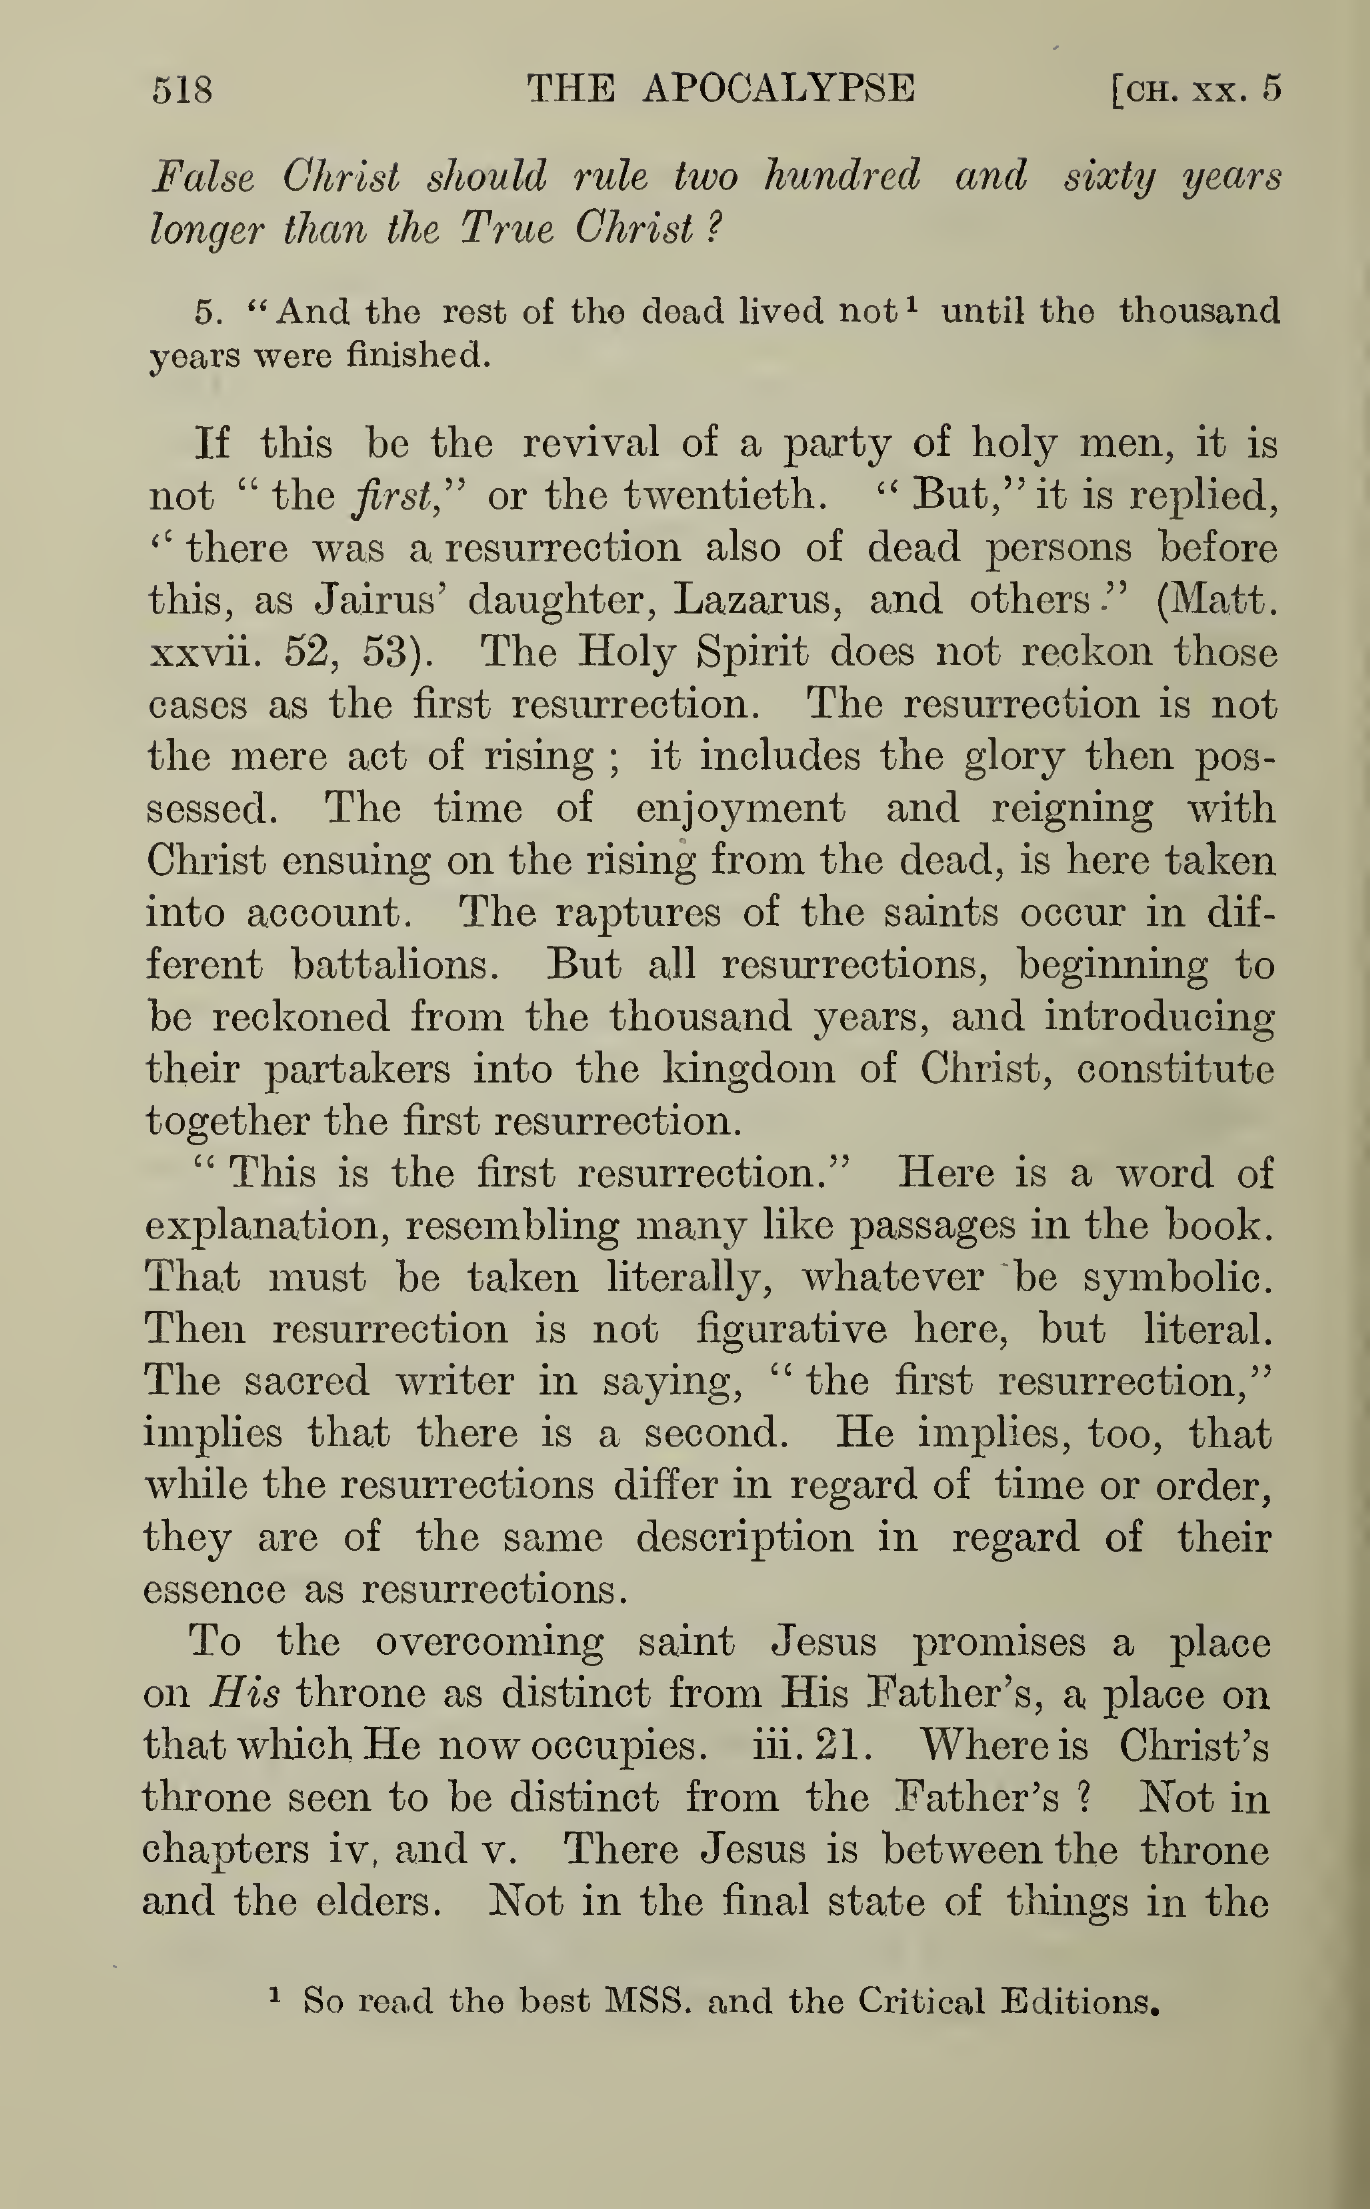 518 THE APOCALYPSE [CH. XX. 5
False Christ should rule two hundred and sixty years
longer than the True Christ ?
5. “And the rest of the dead lived not¹ until the thousand
years were finished.
If this be the revival of a party of holy men, it is
not “ the first,” or the twentieth. “ But,” it is replied,
“ there was a resurrection also of dead persons before
this, as Jairus’ daughter, Lazarus, and others.” (Matt.
xxvii. 52, 53). The Holy Spirit does not reckon those
cases as the first resurrection. The resurrection is not
the mere act of rising ; it includes the glory then pos-
sessed. The time of enjoyment and reigning with
Christ ensuing on the rising from the dead, is here taken
into account. The raptures of the saints occur in dif-
ferent battalions. But all resurrections, beginning to
be reckoned from the thousand years, and introducing
their partakers into the kingdom of Christ, constitute
together the first resurrection.
“ This is the first resurrection.” Here is a word of
explanation, resembling many like passages in the book.
That must be taken literally, whatever be symbolic.
Then resurrection is not figurative here, but literal.
The sacred writer in saying, “ the first resurrection,”
implies that there is a second. He implies, too, that
while the resurrections differ in regard of time or order,
they are of the same description in regard of their
essence as resurrections.
To the overcoming saint Jesus promises a place
on His throne as distinct from His Father’s, a place on
that which He now occupies. iii. 21. Where is Christ’s
throne seen to be distinct from the Father’s ? Not in
chapters iv, and v. There Jesus is between the throne
and the elders. Not in the final state of things in the
¹ So read the best MSS. and the Critical Editions.